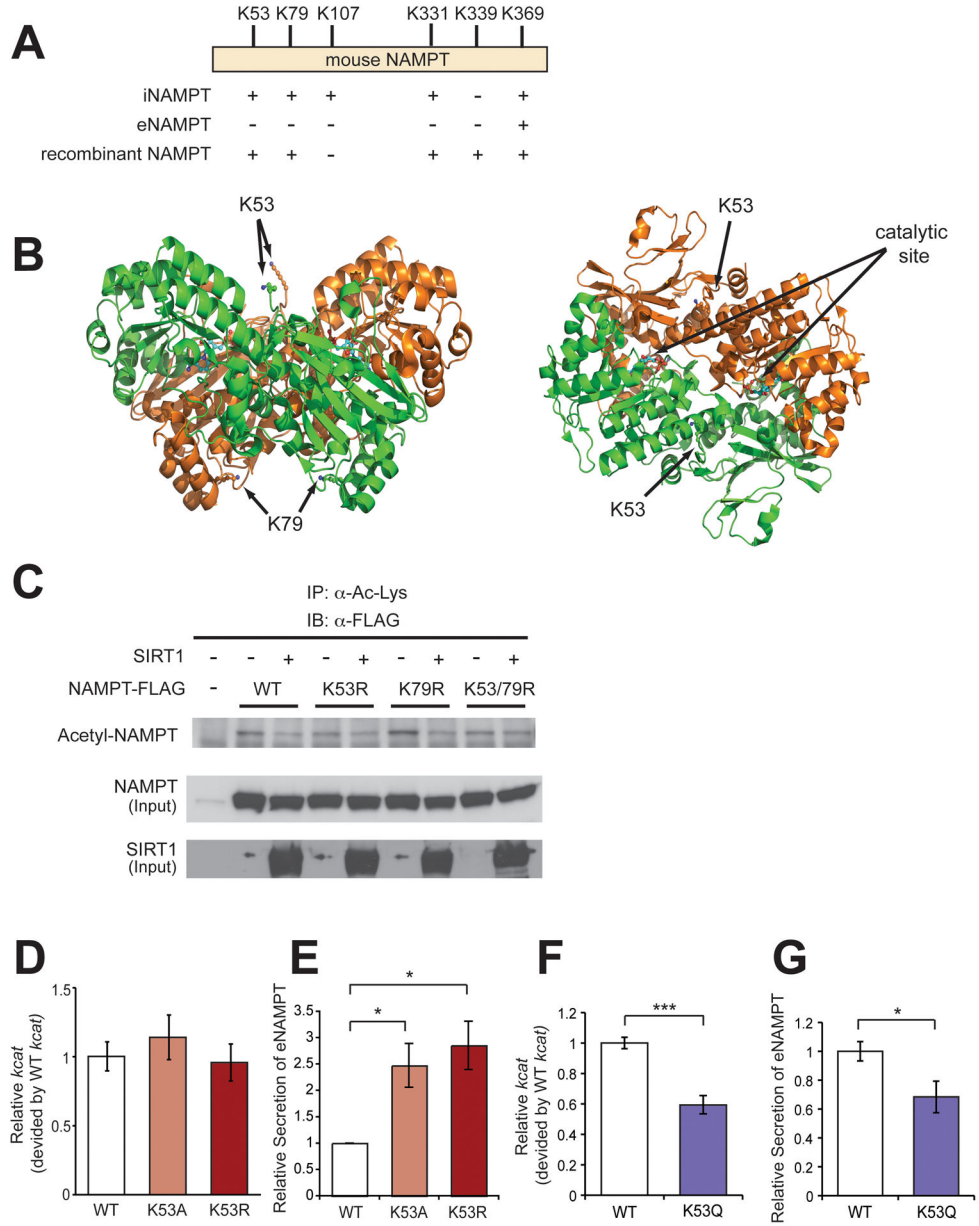 A
K53 K79 K107 K331 K339 K369
mouse NAMPT
iNAMPT + + + + - +
eNAMPT - - - - - +
recombinant NAMPT + + - + + +
B
K53
K79
K53
catalytic
site
K53
C
IP: α-Ac-Lys
IB: α-FLAG
SIRT1 - - + - + - + - +
NAMPT-FLAG - WT K53R K79R K53/79R
Acetyl-NAMPT
NAMPT
(Input)
SIRT1
(Input)
D
Relative kcat
(devided by WT kcat)
1.5
1
0.5
0
WT K53A K53R
E
Relative Secretion of eNAMPT
3.5
3
2.5
2
1.5
1
0.5
0
*
*
WT K53A K53R
F
Relative kcat
(devided by WT kcat)
1.2
1
0.8
0.6
0.4
0.2
0
***
WT K53Q
G
Relative Secretion of eNAMPT
1.2
1
0.8
0.6
0.4
0.2
0
*
WT K53Q